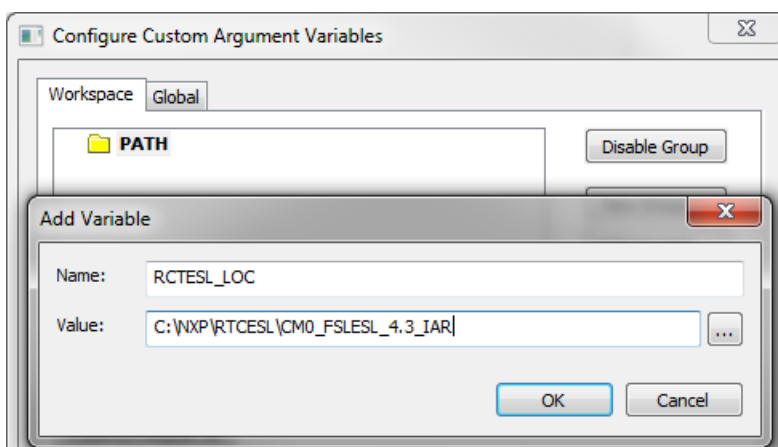 Configure Custom Argument Variables
Workspace Global
PATH
Disable Group
Add Variable
Name: RCTESL_LOC
Value: C:\NXP\RTCESL\CM0_FSLESL_4.3_IAR
...
OK Cancel